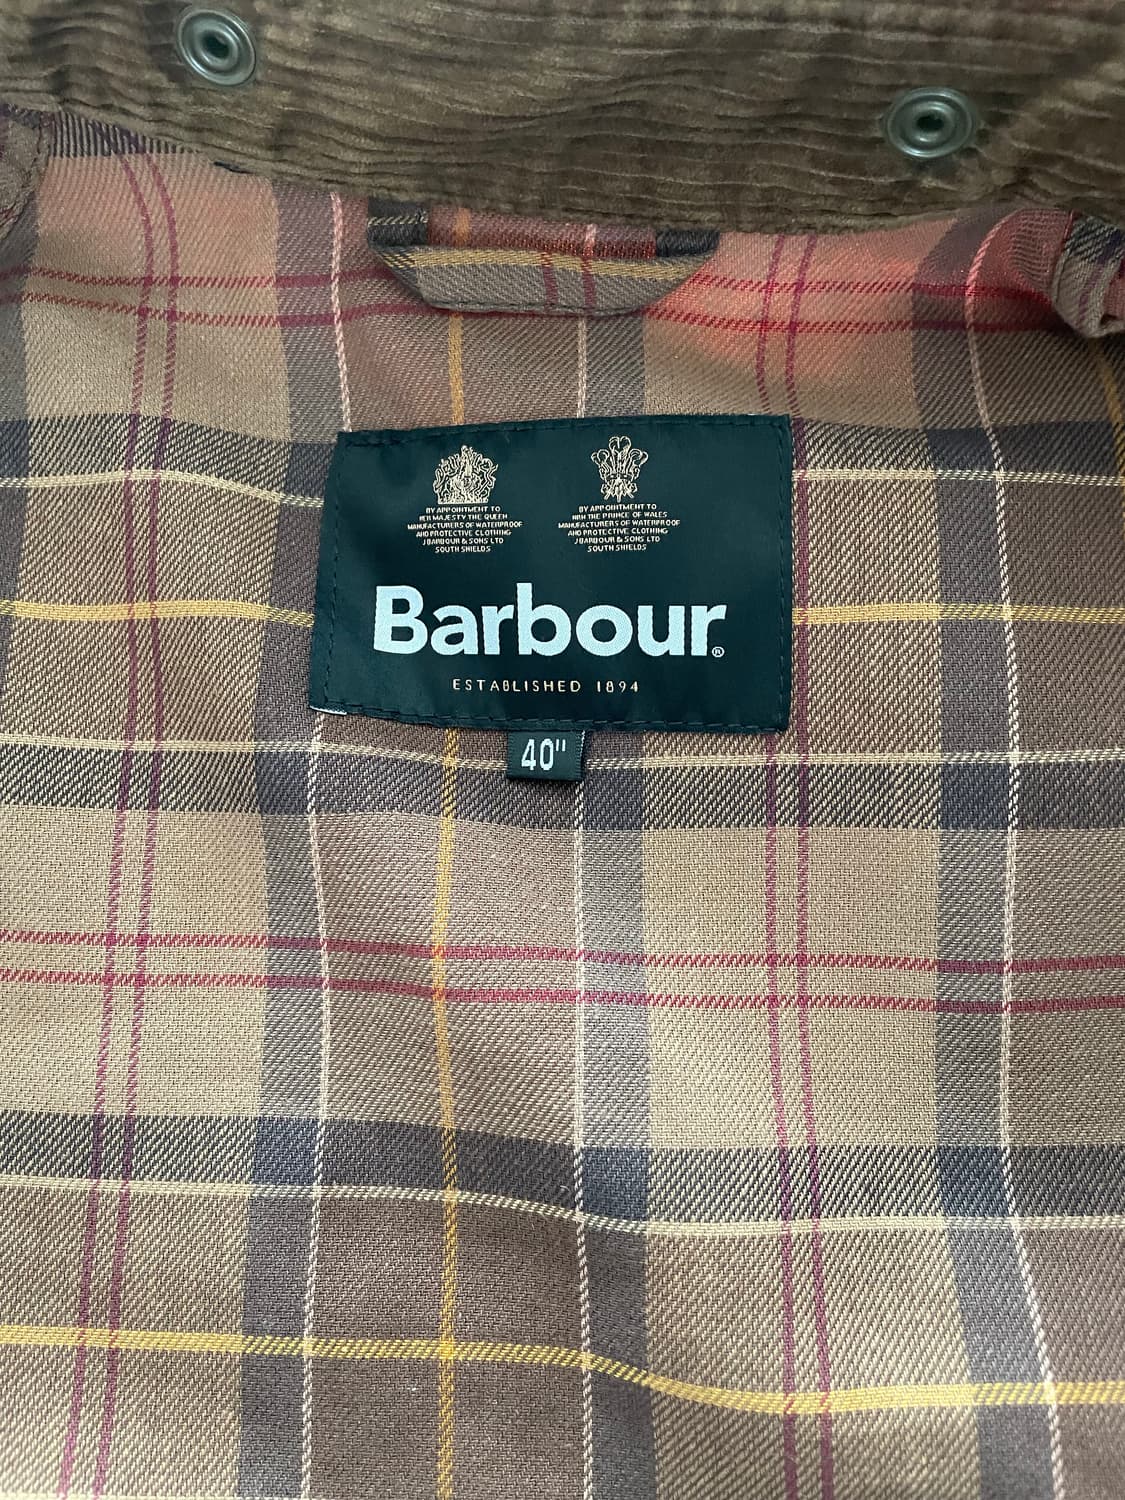 BY APPOINTMENT TO
HER MAJESTY THE QUEEN
MANUFACTURERS OF WATERPROOF
AND PROTECTIVE CLOTHING
J BARBOUR & SONS LTD
SOUTH SHIELDS
BY APPOINTMENT TO
HRH THE PRINCE OF WALES
MANUFACTURERS OF WATERPROOF
AND PROTECTIVE CLOTHING
J BARBOUR & SONS LTD
SOUTH SHIELDS
Barbour®
ESTABLISHED 1894
40"